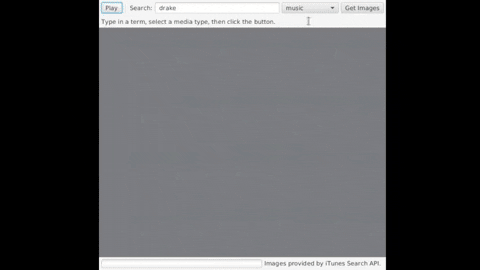 Play Search: drake music Get Images
Type in a term, select a media type, then click the button.
Images provided by iTunes Search API.